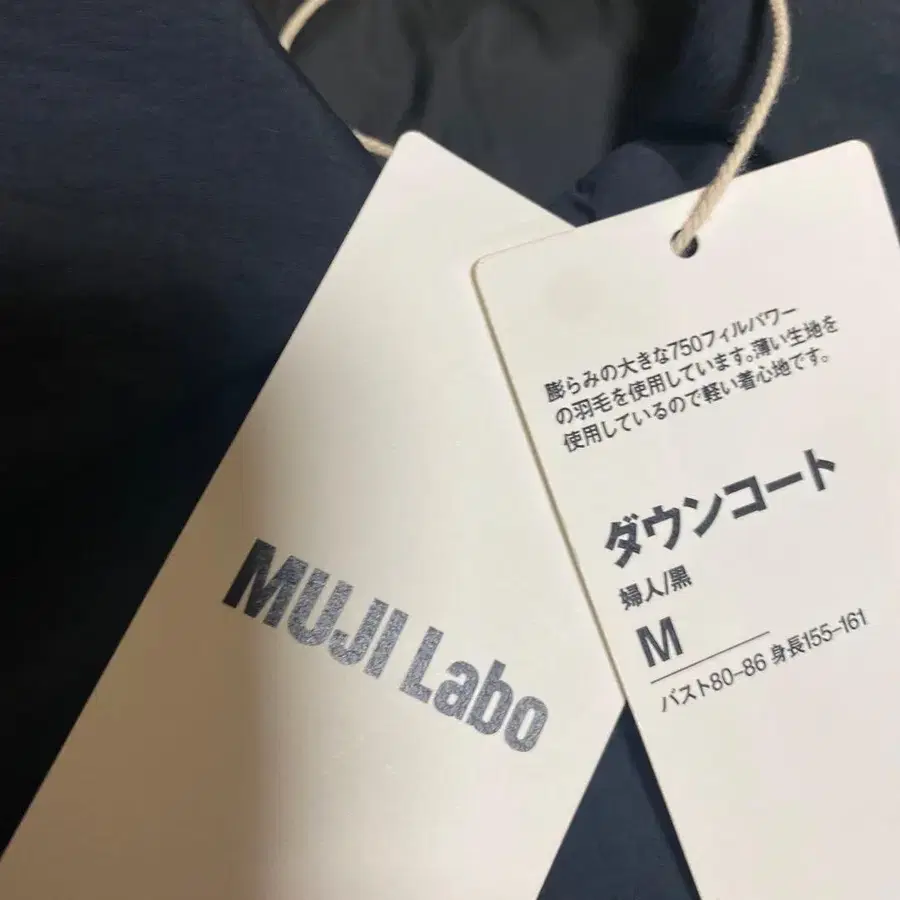 MUJI Labo
膨らみの大きな750フィルパワー
の羽毛を使用しています。薄い生地を
使用しているので軽い着心地です。
ダウンコート
婦人/黒
M
バスト80-86 身長155-161